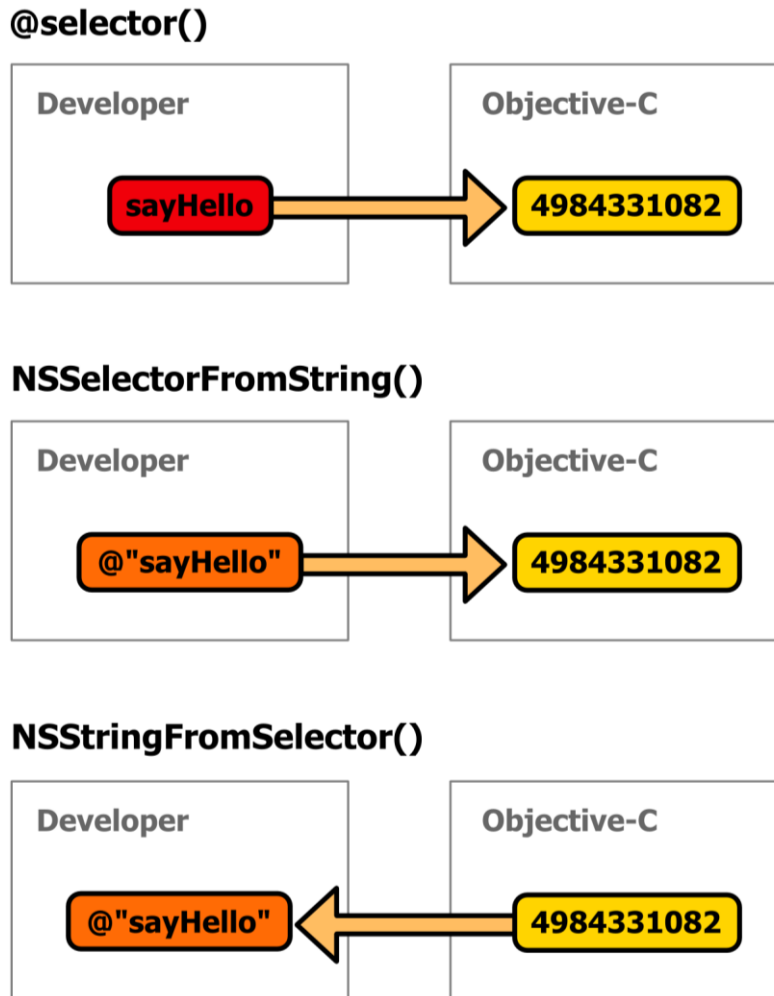 @selector()
Developer
Objective-C
sayHello
4984331082
NSSelectorFromString()
Developer
Objective-C
@"sayHello"
4984331082
NSStringFromSelector()
Developer
Objective-C
@"sayHello"
4984331082